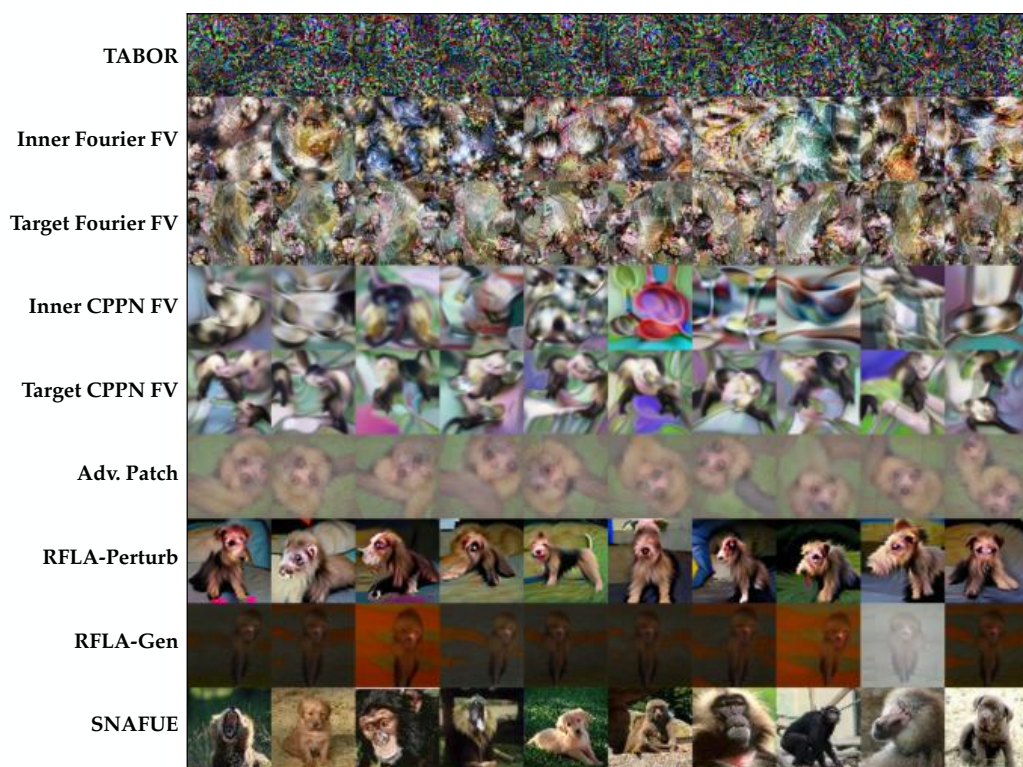 TABOR
Inner Fourier FV
Target Fourier FV
Inner CPPN FV
Target CPPN FV
Adv. Patch
RFLA-Perturb
RFLA-Gen
SNAFUE